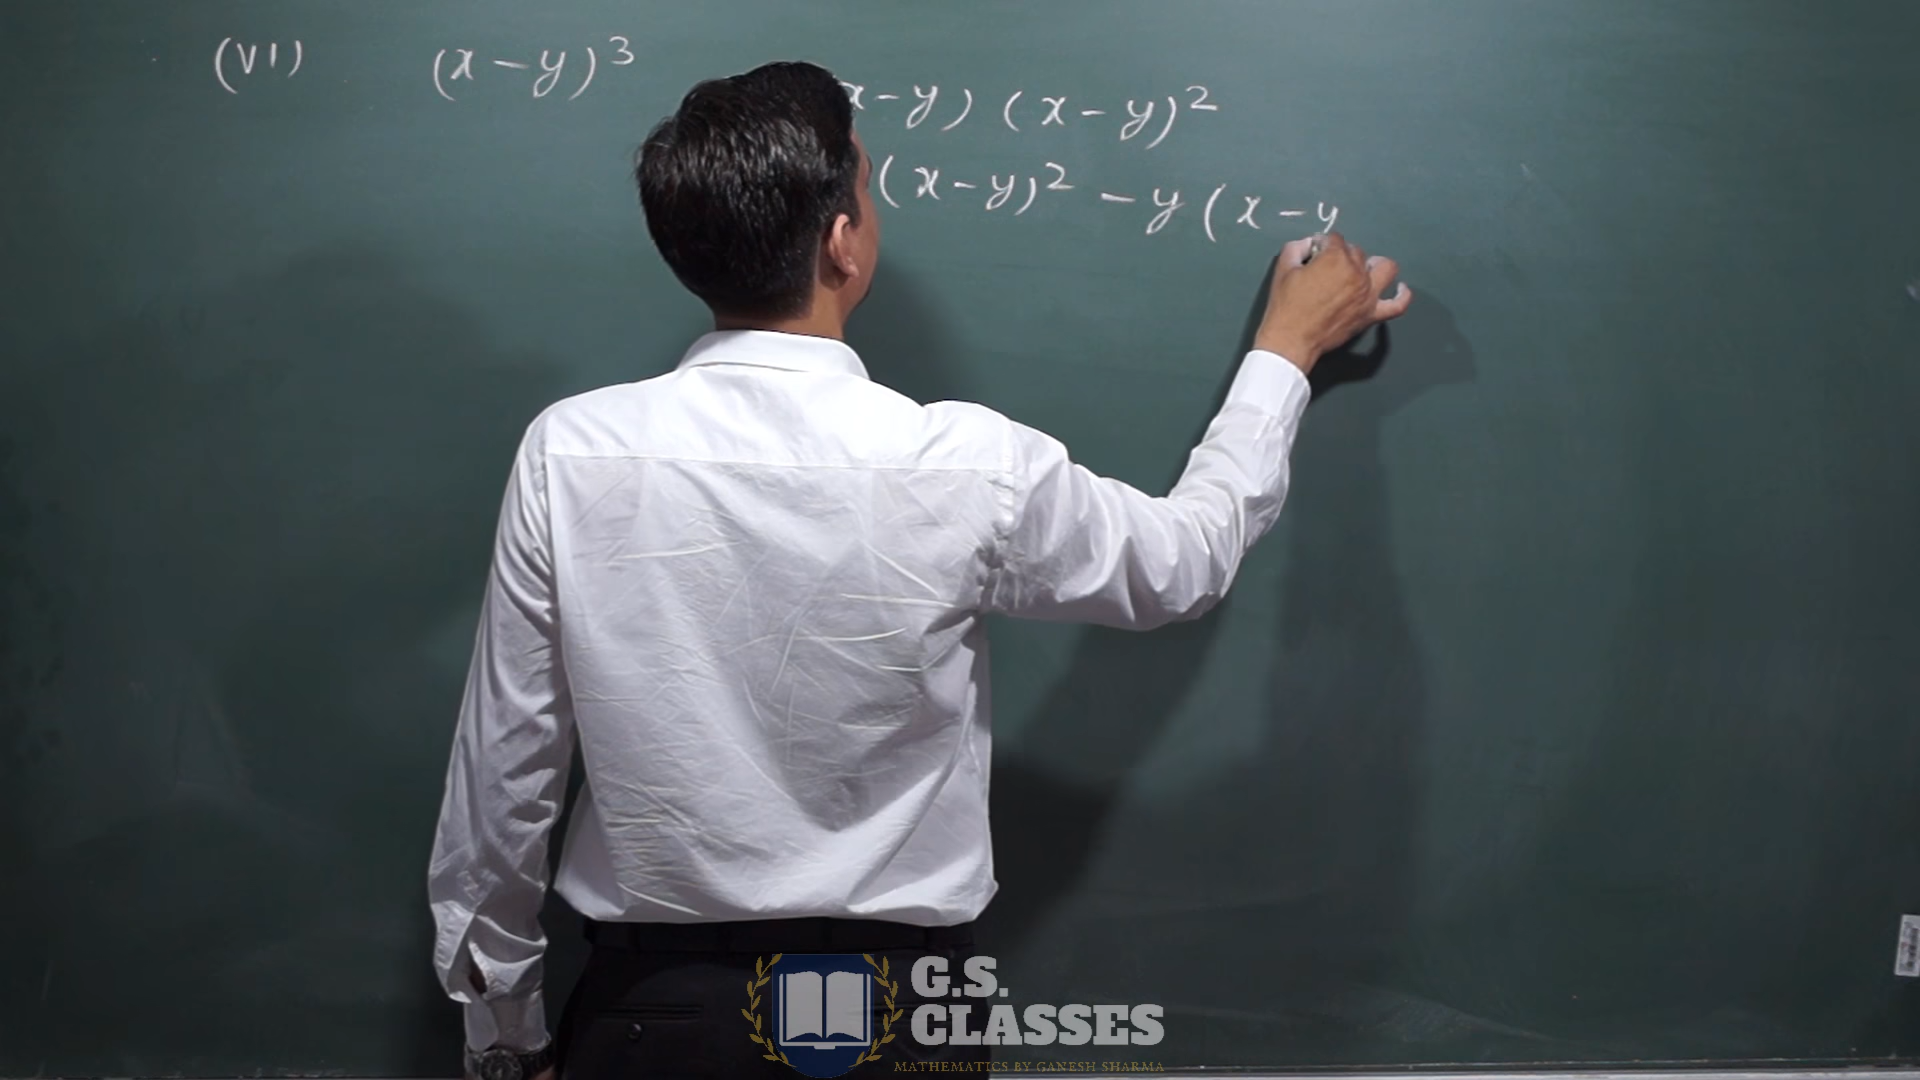 (VI) (x-y)³ x-y) (x-y)²
(x-y)² - y (x-y
G.S.
CLASSES
MATHEMATICS BY GANESH SHARMA